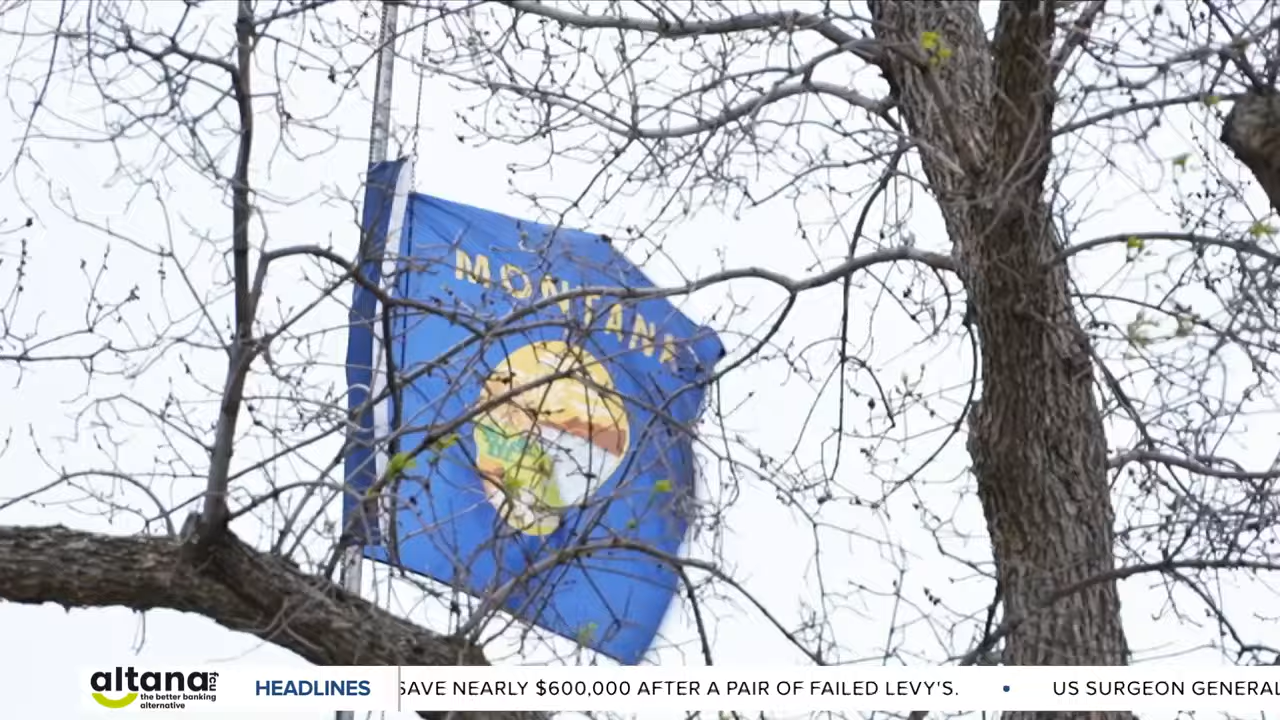 MONTANA
altana fcu
the better banking
alternative
HEADLINES
SAVE NEARLY $600,000 AFTER A PAIR OF FAILED LEVY'S. • US SURGEON GENERAL